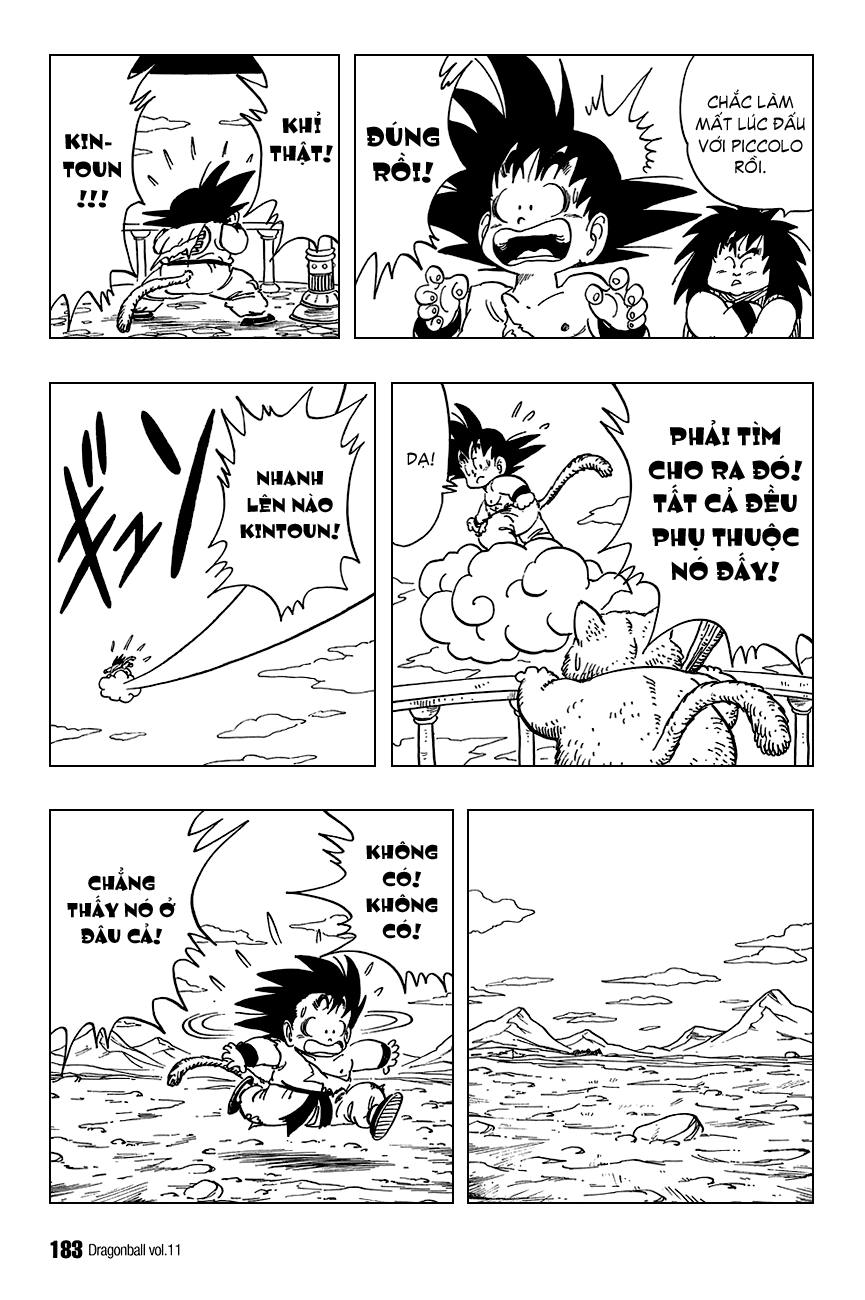 CHẮC LÀM
MẤT LÚC ĐẤU
VỚI PICCOLO
RỒI.
ĐÚNG
RỒI!
KHỈ
THẬT!
KIN-
TOUN
!!!
PHẢI TÌM
CHO RA ĐÓ!
TẤT CẢ ĐỀU
PHỤ THUỘC
NÓ ĐẤY!
DẠ!
NHANH
LÊN NÀO
KINTOUN!
ギュン
KHÔNG
CÓ!
KHÔNG
CÓ!
CHẲNG
THẤY NÓ Ở
ĐÂU CẢ!
183 Dragonball vol.11